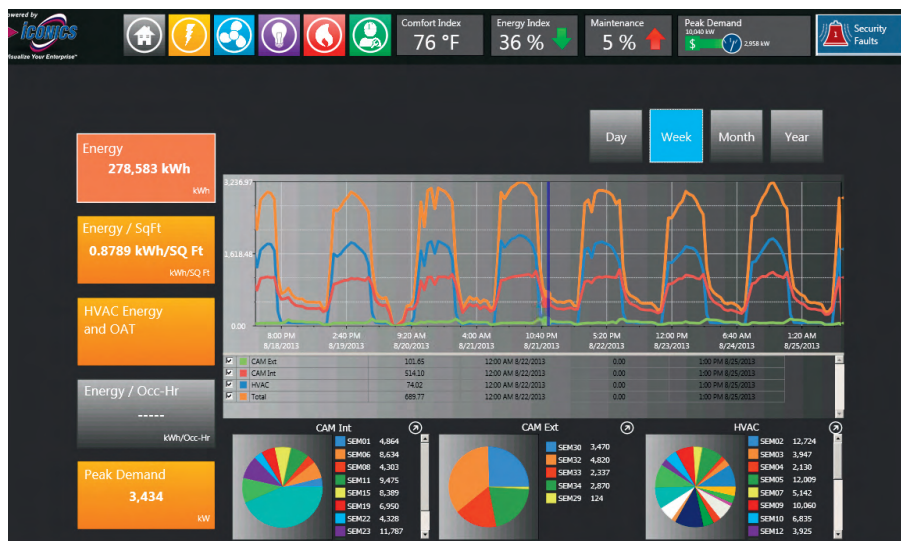 powered by
ICONICS
Visualize Your Enterprise™
Comfort Index
76 °F
Energy Index
36 %
Maintenance
5 %
Peak Demand
10,040 kW
$
2,958 kW
1
Security
Faults
Day
Week
Month
Year
Energy
278,583 kWh
kWh
Energy / SqFt
0.8789 kWh/SQ Ft
kWh/SQ Ft
HVAC Energy
and OAT
Energy / Occ-Hr
-----
kWh/Occ-Hr
Peak Demand
3,434
kW
3,236.97
1,618.48
0.00
8:00 PM 2:40 PM 9:20 AM 4:00 AM 10:40 PM 5:20 PM 12:00 PM 6:40 AM 1:20 AM
8/18/2013 8/19/2013 8/20/2013 8/21/2013 8/21/2013 8/22/2013 8/23/2013 8/24/2013 8/25/2013
CAM Ext 101.65 12:00 AM 8/22/2013 0.00 1:00 PM 8/25/2013
CAM Int 514.10 12:00 AM 8/22/2013 0.00 1:00 PM 8/25/2013
HVAC 74.02 12:00 AM 8/22/2013 0.00 1:00 PM 8/25/2013
Total 689.77 12:00 AM 8/22/2013 0.00 1:00 PM 8/25/2013
CAM Int
SEM01 4,864
SEM06 8,634
SEM08 4,303
SEM11 9,475
SEM15 8,389
SEM19 6,950
SEM22 4,328
SEM23 11,787
CAM Ext
SEM30 3,470
SEM32 4,820
SEM33 2,337
SEM34 2,870
SEM29 124
HVAC
SEM02 12,724
SEM03 3,947
SEM04 2,130
SEM05 12,009
SEM07 5,142
SEM09 10,060
SEM10 6,835
SEM12 3,925